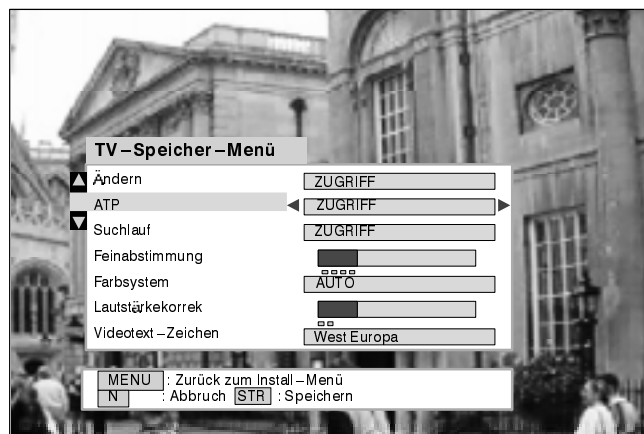 TV–Speicher–Menü
Ändern ZUGRIFF
ATP ZUGRIFF
Suchlauf ZUGRIFF
Feinabstimmung
Farbsystem AUTO
Lautstärkekorrek
Videotext–Zeichen West Europa
MENU : Zurück zum Install–Menü
N : Abbruch STR : Speichern